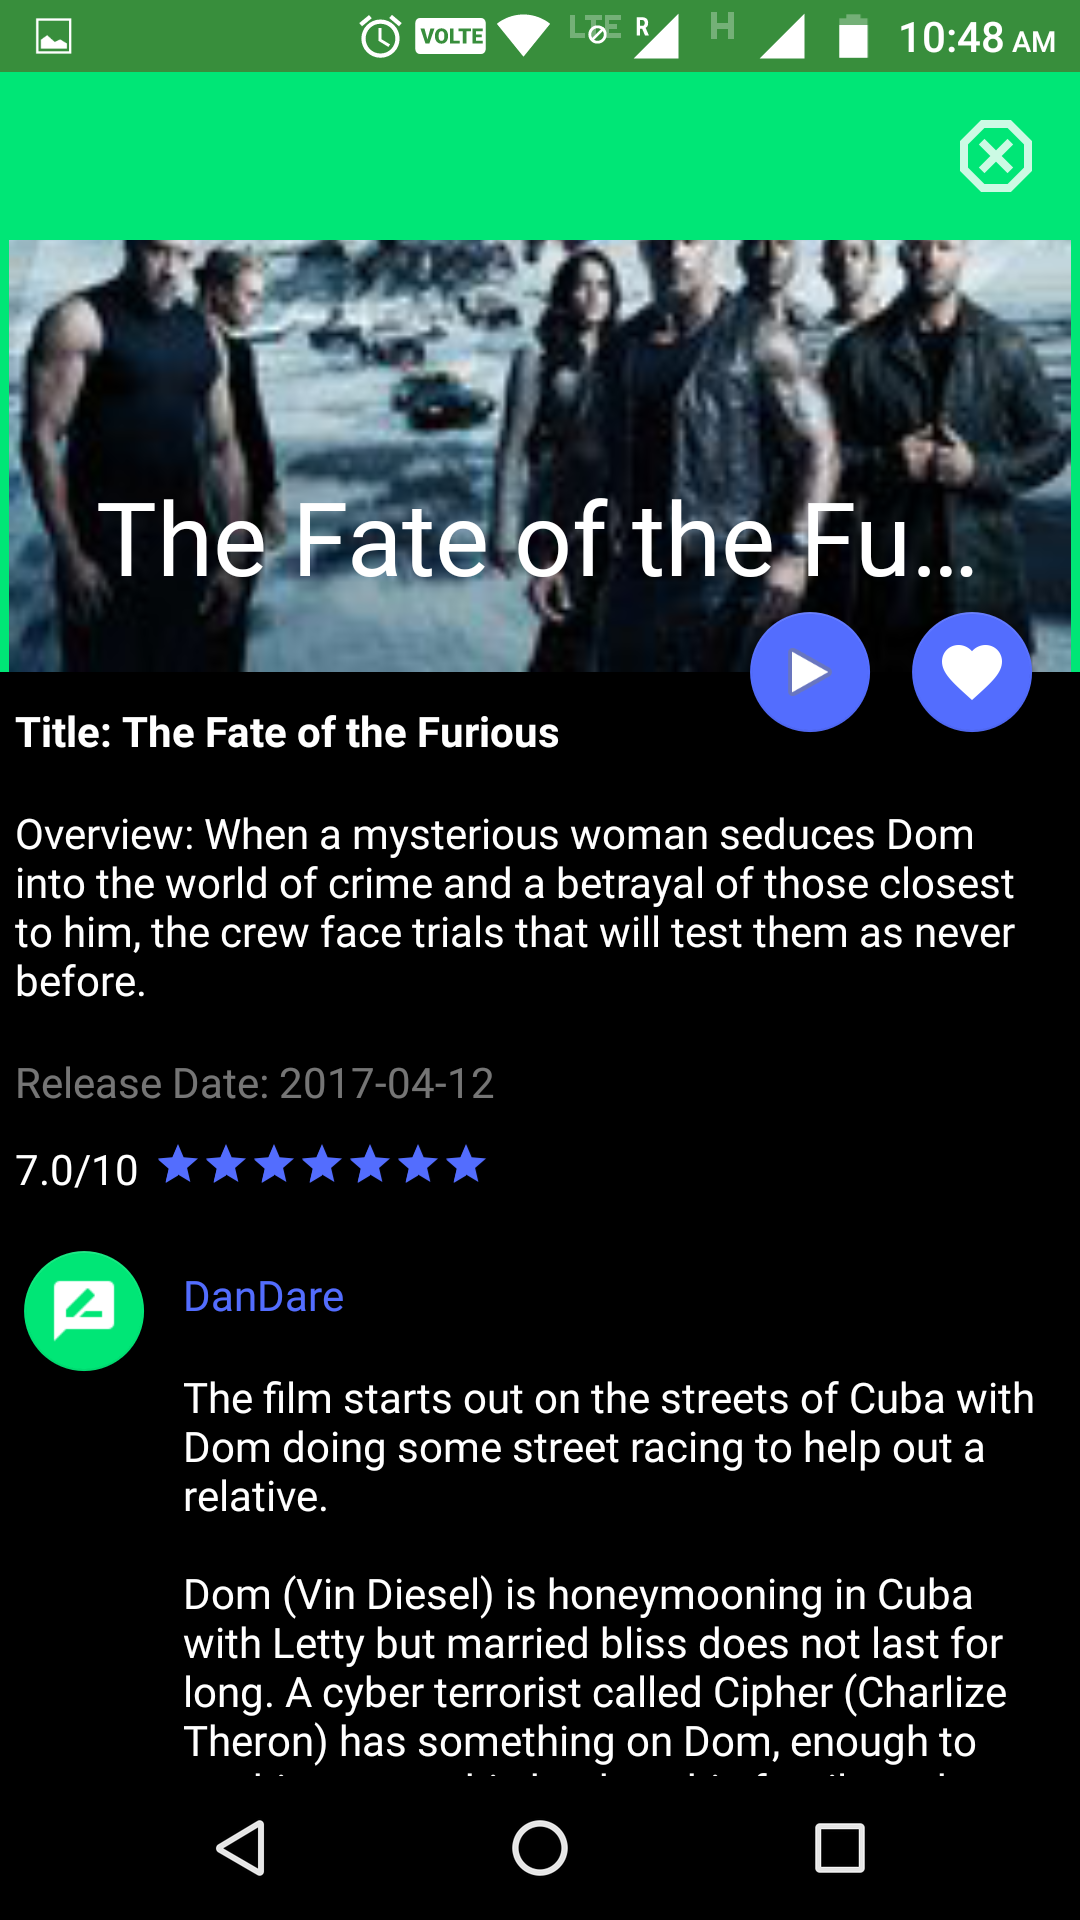 VOLTE LTE R H 10:48 AM
The Fate of the Fu...
Title: The Fate of the Furious
Overview: When a mysterious woman seduces Dom
into the world of crime and a betrayal of those closest
to him, the crew face trials that will test them as never
before.
Release Date: 2017-04-12
7.0/10
DanDare
The film starts out on the streets of Cuba with
Dom doing some street racing to help out a
relative.
Dom (Vin Diesel) is honeymooning in Cuba
with Letty but married bliss does not last for
long. A cyber terrorist called Cipher (Charlize
Theron) has something on Dom, enough to